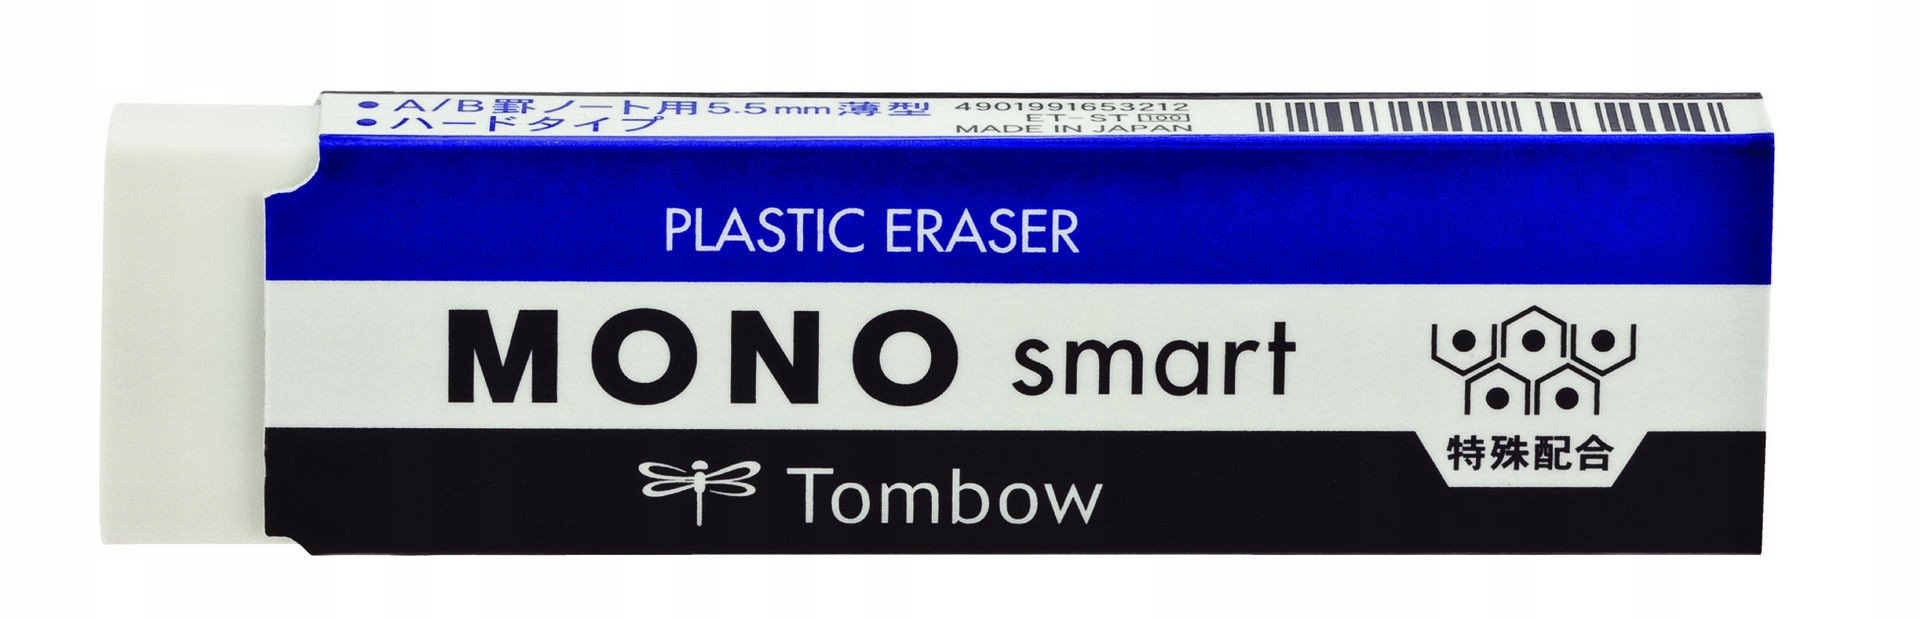 ●A/B罫ノート用5.5mm薄型
●ハードタイプ
4901991653212
ET-ST 100
MADE IN JAPAN
PLASTIC ERASER
MONO smart
特殊配合
Tombow